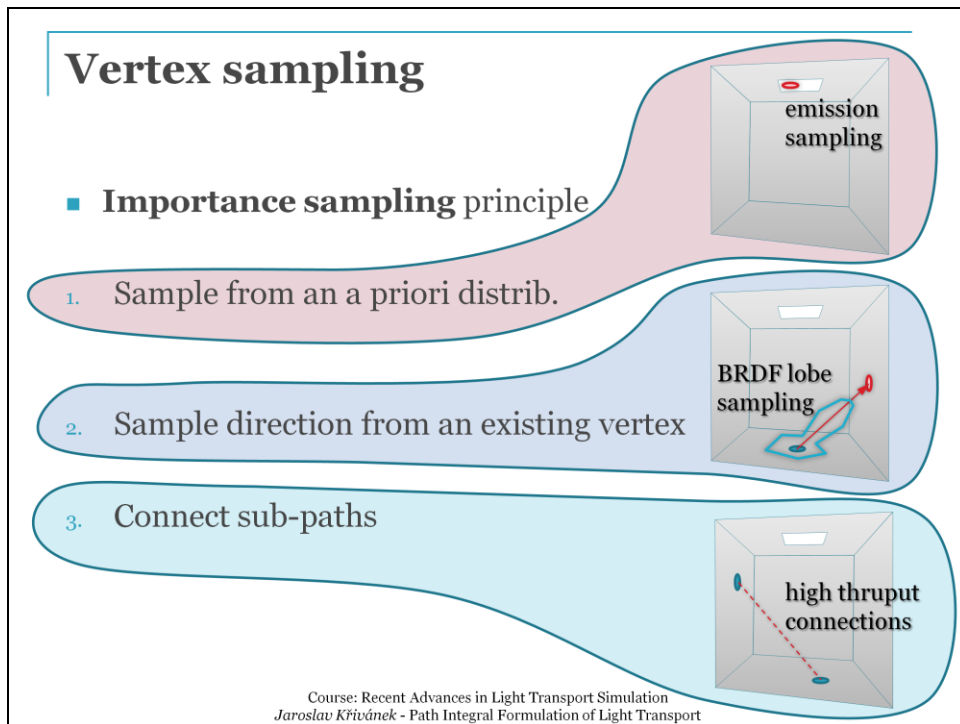 Vertex sampling
emission
sampling
■ Importance sampling principle
1. Sample from an a priori distrib.
BRDF lobe
sampling
2. Sample direction from an existing vertex
3. Connect sub-paths
high thruput
connections
Course: Recent Advances in Light Transport Simulation
Jaroslav Křivánek - Path Integral Formulation of Light Transport